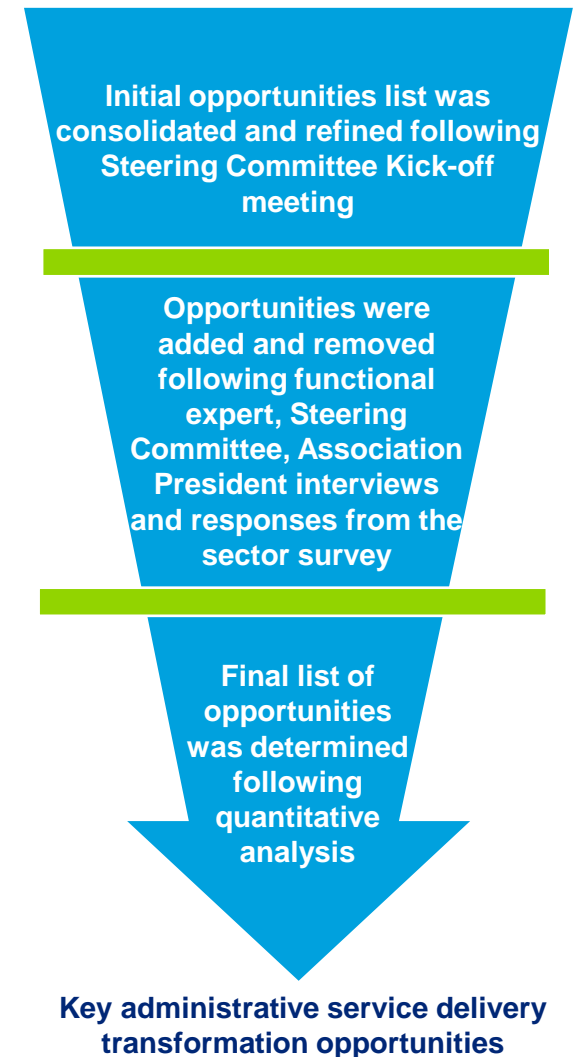 Initial opportunities list was
consolidated and refined following
Steering Committee Kick-off
meeting
Opportunities were
added and removed
following functional
expert, Steering
Committee, Association
President interviews
and responses from the
sector survey
Final list of
opportunities
was determined
following
quantitative
analysis
Key administrative service delivery
transformation opportunities